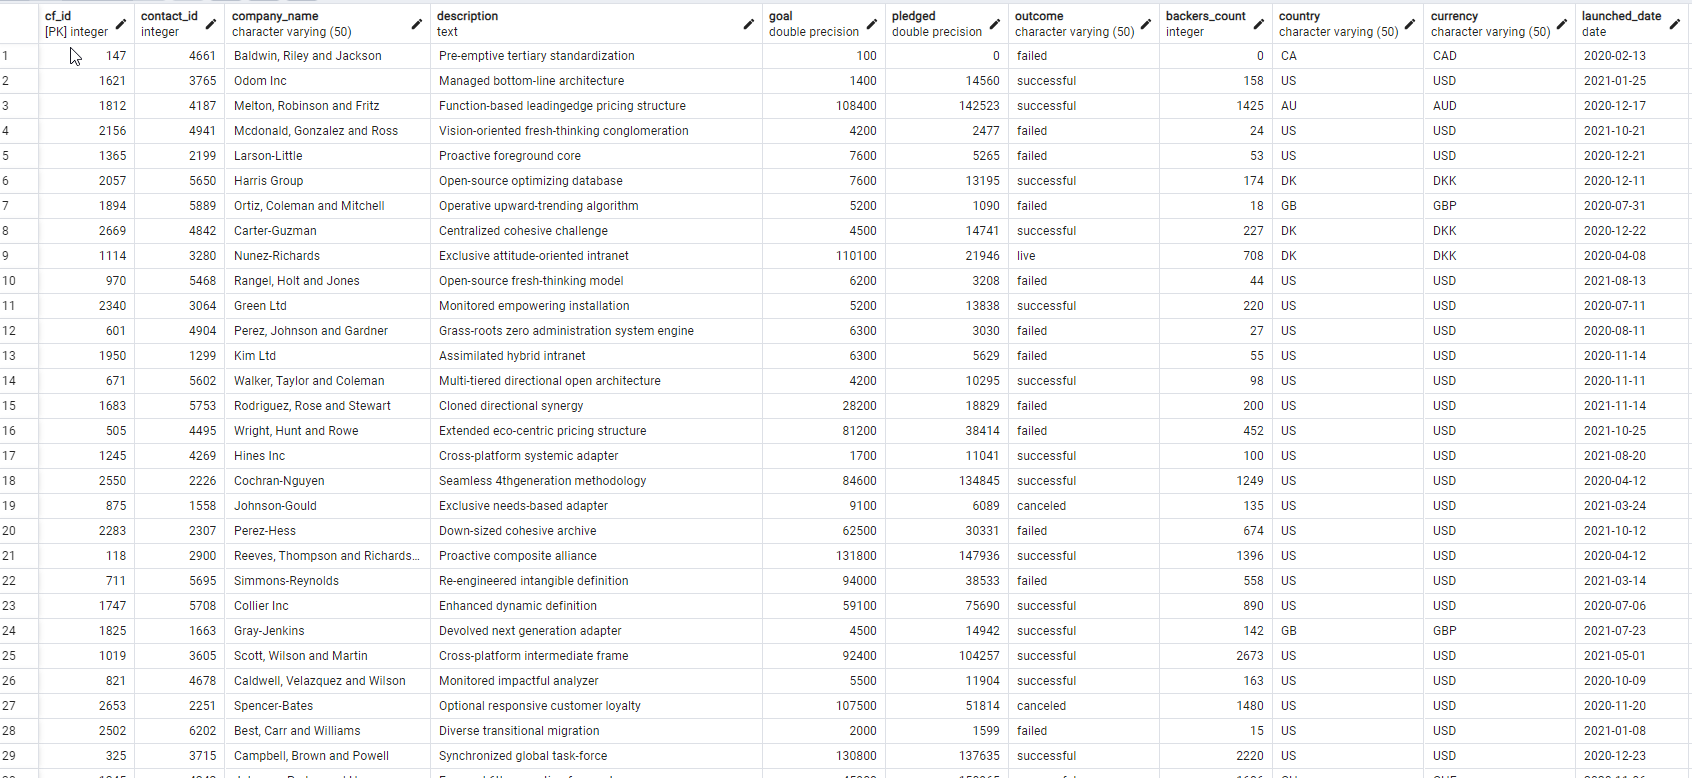 cf_id contact_id company_name description goal pledged outcome backers_count country currency launched_date
[PK] integer integer character varying (50) text double precision double precision character varying (50) integer character varying (50) character varying (50) date
1 147 4661 Baldwin, Riley and Jackson Pre-emptive tertiary standardization 100 0 failed 0 CA CAD 2020-02-13
2 1621 3765 Odom Inc Managed bottom-line architecture 1400 14560 successful 158 US USD 2021-01-25
3 1812 4187 Melton, Robinson and Fritz Function-based leadingedge pricing structure 108400 142523 successful 1425 AU AUD 2020-12-17
4 2156 4941 Mcdonald, Gonzalez and Ross Vision-oriented fresh-thinking conglomeration 4200 2477 failed 24 US USD 2021-10-21
5 1365 2199 Larson-Little Proactive foreground core 7600 5265 failed 53 US USD 2020-12-21
6 2057 5650 Harris Group Open-source optimizing database 7600 13195 successful 174 DK DKK 2020-12-11
7 1894 5889 Ortiz, Coleman and Mitchell Operative upward-trending algorithm 5200 1090 failed 18 GB GBP 2020-07-31
8 2669 4842 Carter-Guzman Centralized cohesive challenge 4500 14741 successful 227 DK DKK 2020-12-22
9 1114 3280 Nunez-Richards Exclusive attitude-oriented intranet 110100 21946 live 708 DK DKK 2020-04-08
10 970 5468 Rangel, Holt and Jones Open-source fresh-thinking model 6200 3208 failed 44 US USD 2021-08-13
11 2340 3064 Green Ltd Monitored empowering installation 5200 13838 successful 220 US USD 2020-07-11
12 601 4904 Perez, Johnson and Gardner Grass-roots zero administration system engine 6300 3030 failed 27 US USD 2020-08-11
13 1950 1299 Kim Ltd Assimilated hybrid intranet 6300 5629 failed 55 US USD 2020-11-14
14 671 5602 Walker, Taylor and Coleman Multi-tiered directional open architecture 4200 10295 successful 98 US USD 2020-11-11
15 1683 5753 Rodriguez, Rose and Stewart Cloned directional synergy 28200 18829 failed 200 US USD 2021-11-14
16 505 4495 Wright, Hunt and Rowe Extended eco-centric pricing structure 81200 38414 failed 452 US USD 2021-10-25
17 1245 4269 Hines Inc Cross-platform systemic adapter 1700 11041 successful 100 US USD 2021-08-20
18 2550 2226 Cochran-Nguyen Seamless 4thgeneration methodology 84600 134845 successful 1249 US USD 2020-04-12
19 875 1558 Johnson-Gould Exclusive needs-based adapter 9100 6089 canceled 135 US USD 2021-03-24
20 2283 2307 Perez-Hess Down-sized cohesive archive 62500 30331 failed 674 US USD 2021-10-12
21 118 2900 Reeves, Thompson and Richards... Proactive composite alliance 131800 147936 successful 1396 US USD 2020-04-12
22 711 5695 Simmons-Reynolds Re-engineered intangible definition 94000 38533 failed 558 US USD 2021-03-14
23 1747 5708 Collier Inc Enhanced dynamic definition 59100 75690 successful 890 US USD 2020-07-06
24 1825 1663 Gray-Jenkins Devolved next generation adapter 4500 14942 successful 142 GB GBP 2021-07-23
25 1019 3605 Scott, Wilson and Martin Cross-platform intermediate frame 92400 104257 successful 2673 US USD 2021-05-01
26 821 4678 Caldwell, Velazquez and Wilson Monitored impactful analyzer 5500 11904 successful 163 US USD 2020-10-09
27 2653 2251 Spencer-Bates Optional responsive customer loyalty 107500 51814 canceled 1480 US USD 2020-11-20
28 2502 6202 Best, Carr and Williams Diverse transitional migration 2000 1599 failed 15 US USD 2021-01-08
29 325 3715 Campbell, Brown and Powell Synchronized global task-force 130800 137635 successful 2220 US USD 2020-12-23